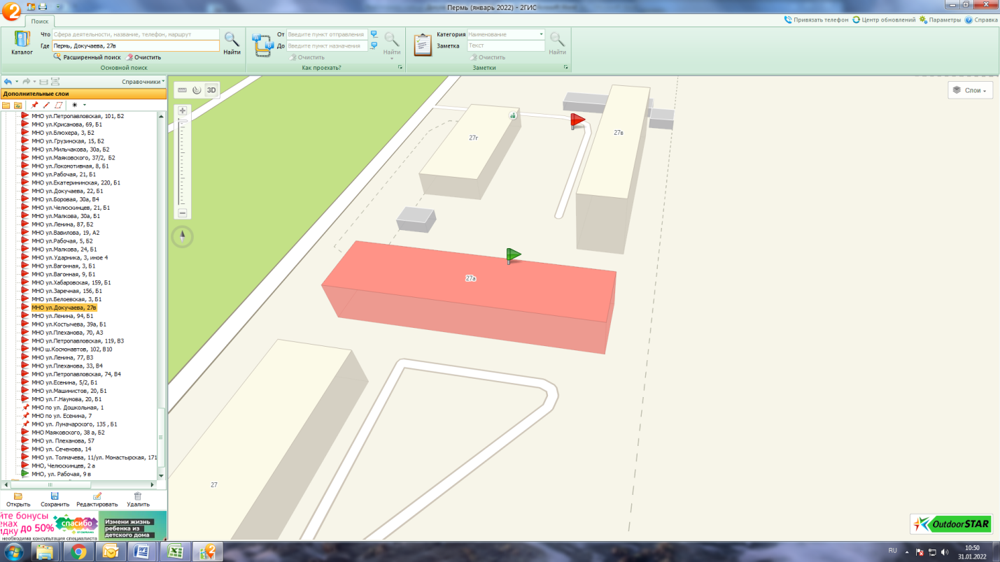 Пермь (январь 2022) - 2ГИС
Поиск
Привязать телефон
Центр обновлений
Параметры
Справка
Каталог
Что
Сфера деятельности, название, телефон, маршрут
Где
Пермь, Докучаева, 27в
Расширенный поиск
Очистить
Найти
Основной поиск
От
Введите пункт отправления
До
Введите пункт назначения
Очистить
Найти
Как проехать?
Категория
Наименование
Заметка
Текст
Очистить
Найти
Заметки
Справочники
Дополнительные слои
МНО ул.Петропавловская, 101, Б2
МНО ул.Крисанова, 69, Б1
МНО ул.Блюхера, 3, Б2
МНО ул.Грузинская, 15, Б2
МНО ул.Мильчакова, 30а, Б2
МНО ул.Маяковского, 37/2, Б2
МНО ул.Локомотивная, 8, Б1
МНО ул.Рабочая, 21, Б1
МНО ул.Екатерининская, 220, Б1
МНО ул.Докучаева, 22, Б1
МНО ул.Боровая, 30а, В4
МНО ул.Челюскинцев, 21, Б1
МНО ул.Малкова, 30а, Б1
МНО ул.Ленина, 87, Б2
МНО ул.Вавилова, 19, А2
МНО ул.Рабочая, 5, Б2
МНО ул.Малкова, 24, Б1
МНО ул.Ударника, 3, иное 4
МНО ул.Вагонная, 3, Б1
МНО ул.Вагонная, 9, Б1
МНО ул.Хабаровская, 159, Б1
МНО ул.Заречная, 156, Б1
МНО ул.Белоевская, 3, Б1
МНО ул.Докучаева, 27в
МНО ул.Ленина, 94, Б1
МНО ул.Костычева, 39а, Б1
МНО ул.Плеханова, 70, А3
МНО ул.Петропавловская, 119, В3
МНО ш.Космонавтов, 102, В10
МНО ул.Ленина, 77, В3
МНО ул.Плеханова, 33, В4
МНО ул.Петропавловская, 74, В4
МНО ул.Есенина, 5/2, Б1
МНО ул.Машинистов, 20, Б1
МНО ул.Г.Наумова, 20, Б1
МНО по ул. Дошкольная, 1
МНО по ул. Есенина, 7
МНО ул. Луначарского, 135 , Б1
МНО Маяковского, 38 а, Б2
МНО ул. Плеханова, 57
МНО ул. Сеченова, 14
МНО ул. Толмачева, 11/ул. Монастырская, 171
МНО, Челюскинцев, 2 а
МНО, ул. Рабочая, 9 в
Открыть
Сохранить
Редактировать
Удалить
йте бонусы
еках
идку до 50%
спасибо
необходима консультация специалиста
Измени жизнь
ребенка из
детского дома
3D
Слои
27г
27в
27а
27
OutdoorSTAR
RU
10:50
31.01.2022